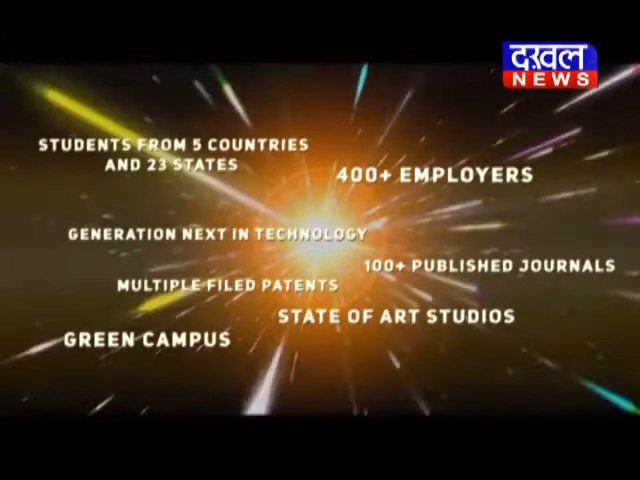 दख़ल
NEWS
STUDENTS FROM 5 COUNTRIES
AND 23 STATES
400+ EMPLOYERS
GENERATION NEXT IN TECHNOLOGY
100+ PUBLISHED JOURNALS
MULTIPLE FILED PATENTS
STATE OF ART STUDIOS
GREEN CAMPUS